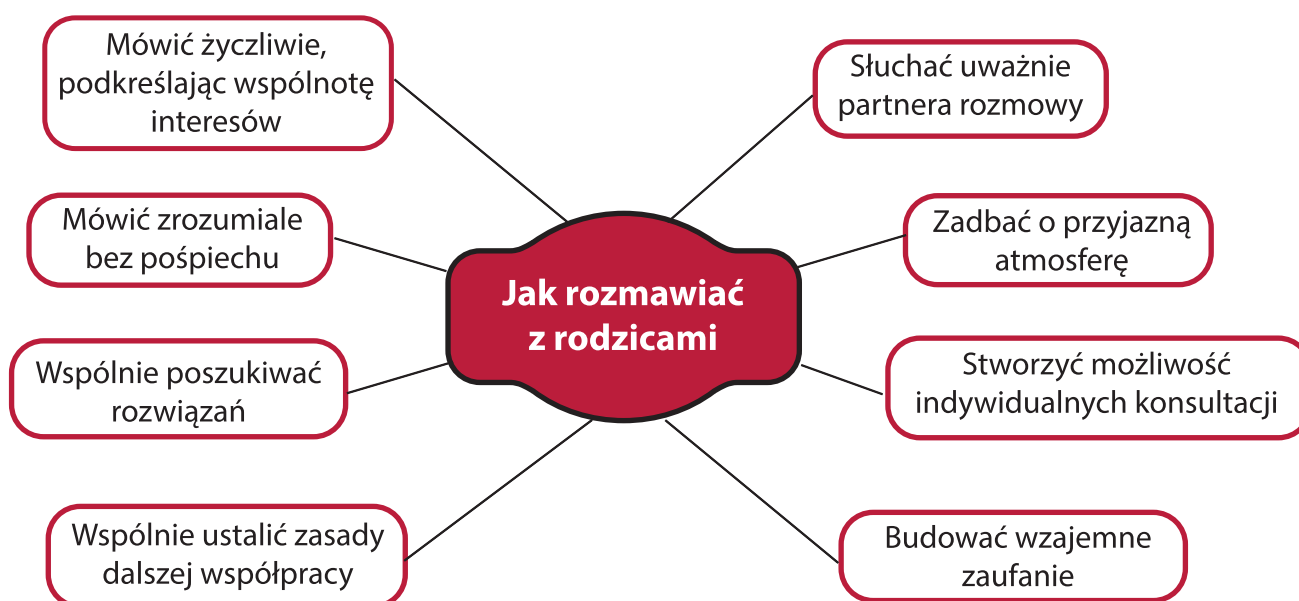 Mówić życzliwie,
podkreślając wspólnotę
interesów
Słuchać uważnie
partnera rozmowy
Mówić zrozumiale
bez pośpiechu
Zadbać o przyjazną
atmosferę
Jak rozmawiać
z rodzicami
Wspólnie poszukiwać
rozwiązań
Stworzyć możliwość
indywidualnych konsultacji
Wspólnie ustalić zasady
dalszej współpracy
Budować wzajemne
zaufanie